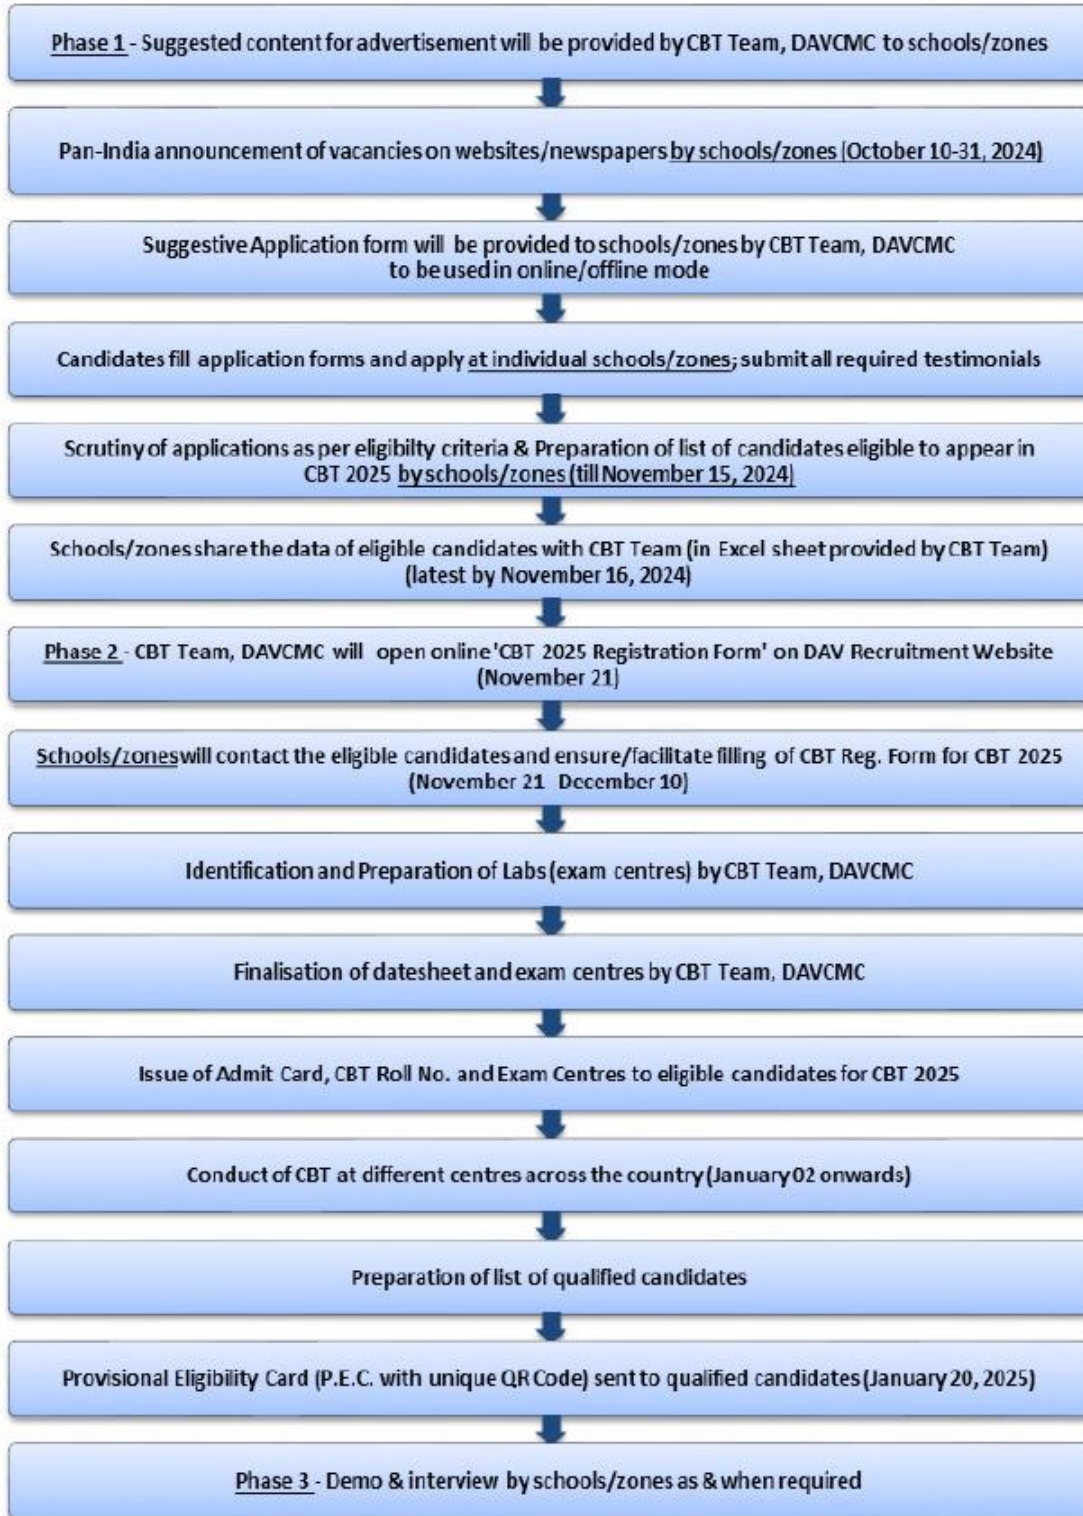 Phase 1 - Suggested content for advertisement will be provided by CBT Team, DAVCMC to schools/zones
Pan-India announcement of vacancies on websites/newspapers by schools/zones (October 10-31, 2024)
Suggestive Application form will be provided to schools/zones by CBT Team, DAVCMC
to be used in online/offline mode
Candidates fill application forms and apply at individual schools/zones; submit all required testimonials
Scrutiny of applications as per eligibilty criteria & Preparation of list of candidates eligible to appear in
CBT 2025 by schools/zones (till November 15, 2024)
Schools/zones share the data of eligible candidates with CBT Team (in Excel sheet provided by CBT Team)
(latest by November 16, 2024)
Phase 2 - CBT Team, DAVCMC will open online 'CBT 2025 Registration Form' on DAV Recruitment Website
(November 21)
Schools/zones will contact the eligible candidates and ensure/facilitate filling of CBT Reg. Form for CBT 2025
(November 21 December 10)
Identification and Preparation of Labs (exam centres) by CBT Team, DAVCMC
Finalisation of datesheet and exam centres by CBT Team, DAVCMC
Issue of Admit Card, CBT Roll No. and Exam Centres to eligible candidates for CBT 2025
Conduct of CBT at different centres across the country (January 02 onwards)
Preparation of list of qualified candidates
Provisional Eligibility Card (P.E.C. with unique QR Code) sent to qualified candidates (January 20, 2025)
Phase 3 - Demo & interview by schools/zones as & when required